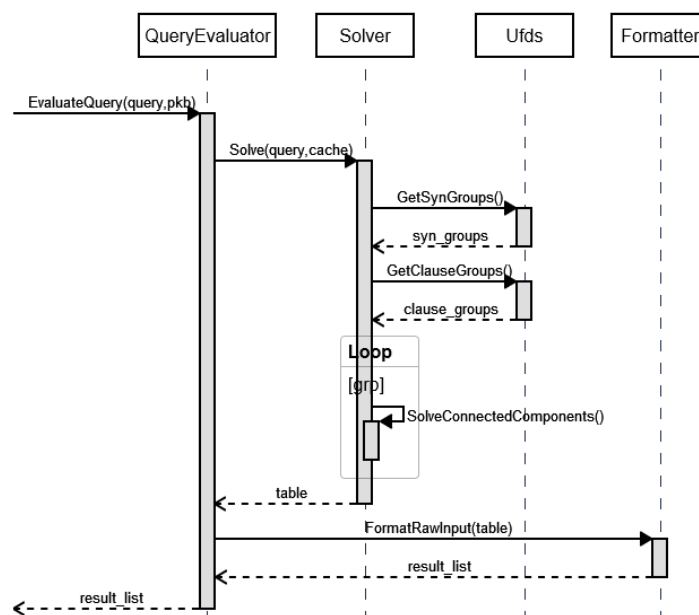 QueryEvaluator Solver Ufds Formatter
EvaluateQuery(query,pkb)
Solve(query,cache)
GetSynGroups()
syn_groups
GetClauseGroups()
clause_groups
Loop
[grp]
SolveConnectedComponents()
table
FormatRawInput(table)
result_list
result_list